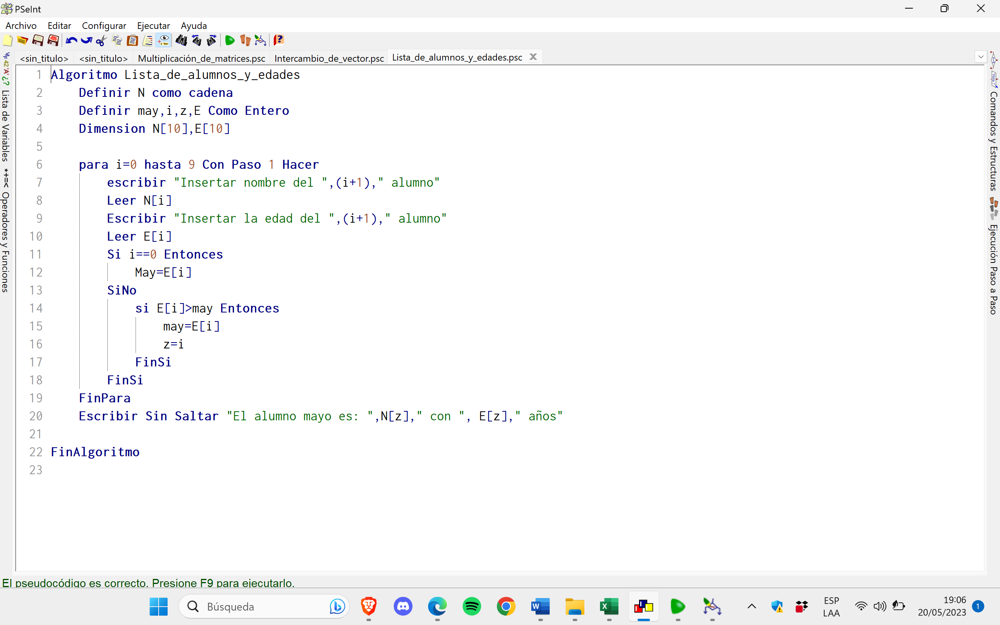 PSeInt
Archivo Editar Configurar Ejecutar Ayuda
<sin_titulo> <sin_titulo> Multiplicación_de_matrices.psc Intercambio_de_vector.psc Lista_de_alumnos_y_edades.psc
1 Algoritmo Lista_de_alumnos_y_edades
2 Definir N como cadena
3 Definir may,i,z,E Como Entero
4 Dimension N[10],E[10]
5
6 para i=0 hasta 9 Con Paso 1 Hacer
7 escribir "Insertar nombre del ",(i+1)," alumno"
8 Leer N[i]
9 Escribir "Insertar la edad del ",(i+1)," alumno"
10 Leer E[i]
11 Si i==0 Entonces
12 May=E[i]
13 SiNo
14 si E[i]>may Entonces
15 may=E[i]
16 z=i
17 FinSi
18 FinSi
19 FinPara
20 Escribir Sin Saltar "El alumno mayo es: ",N[z]," con ", E[z]," años"
21
22 FinAlgoritmo
23
42 'A' ¿? Lista de Variables
*+=< Operadores y Funciones
A>B 'Hola !' Comandos y Estructuras
Ejecución Paso a Paso
El pseudocódigo es correcto. Presione F9 para ejecutarlo.
Búsqueda
ESP
LAA
19:06
20/05/2023
1